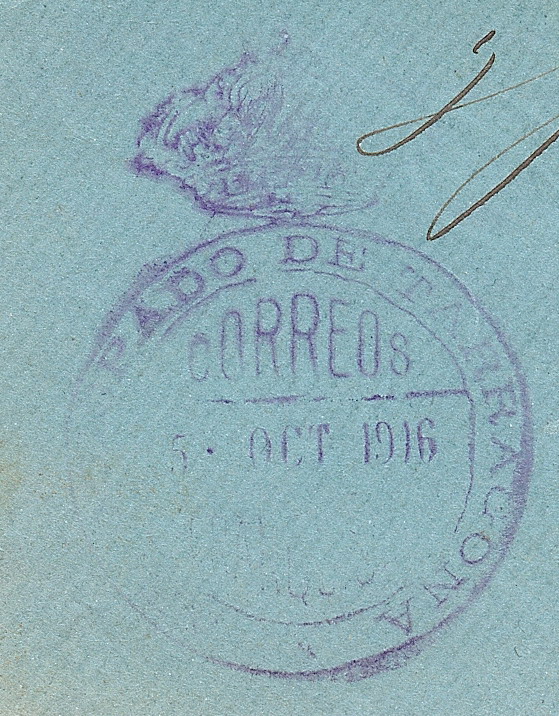 PADO DE TARRAGONA
CORREOS
5 · OCT 1916